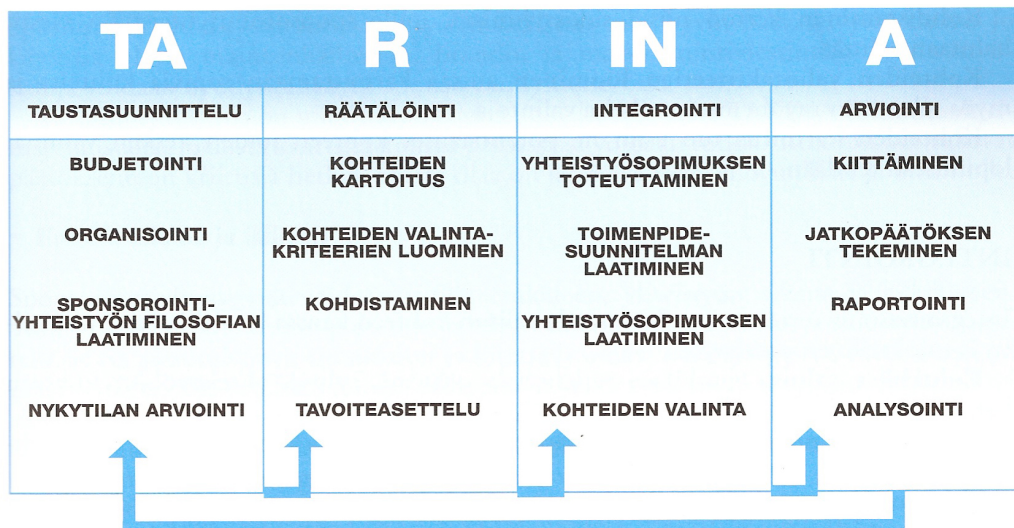 TA
R
IN
A
TAUSTASUUNNITTELU
RÄÄTÄLÖINTI
INTEGROINTI
ARVIOINTI
BUDJETOINTI
ORGANISOINTI
SPONSOROINTI-
YHTEISTYÖN FILOSOFIAN
LAATIMINEN
NYKYTILAN ARVIOINTI
KOHTEIDEN
KARTOITUS
KOHTEIDEN VALINTA-
KRITEERIEN LUOMINEN
KOHDISTAMINEN
TAVOITEASETTELU
YHTEISTYÖSOPIMUKSEN
TOTEUTTAMINEN
TOIMENPIDE-
SUUNNITELMAN
LAATIMINEN
YHTEISTYÖSOPIMUKSEN
LAATIMINEN
KOHTEIDEN VALINTA
KIITTÄMINEN
JATKOPÄÄTÖKSEN
TEKEMINEN
RAPORTOINTI
ANALYSOINTI